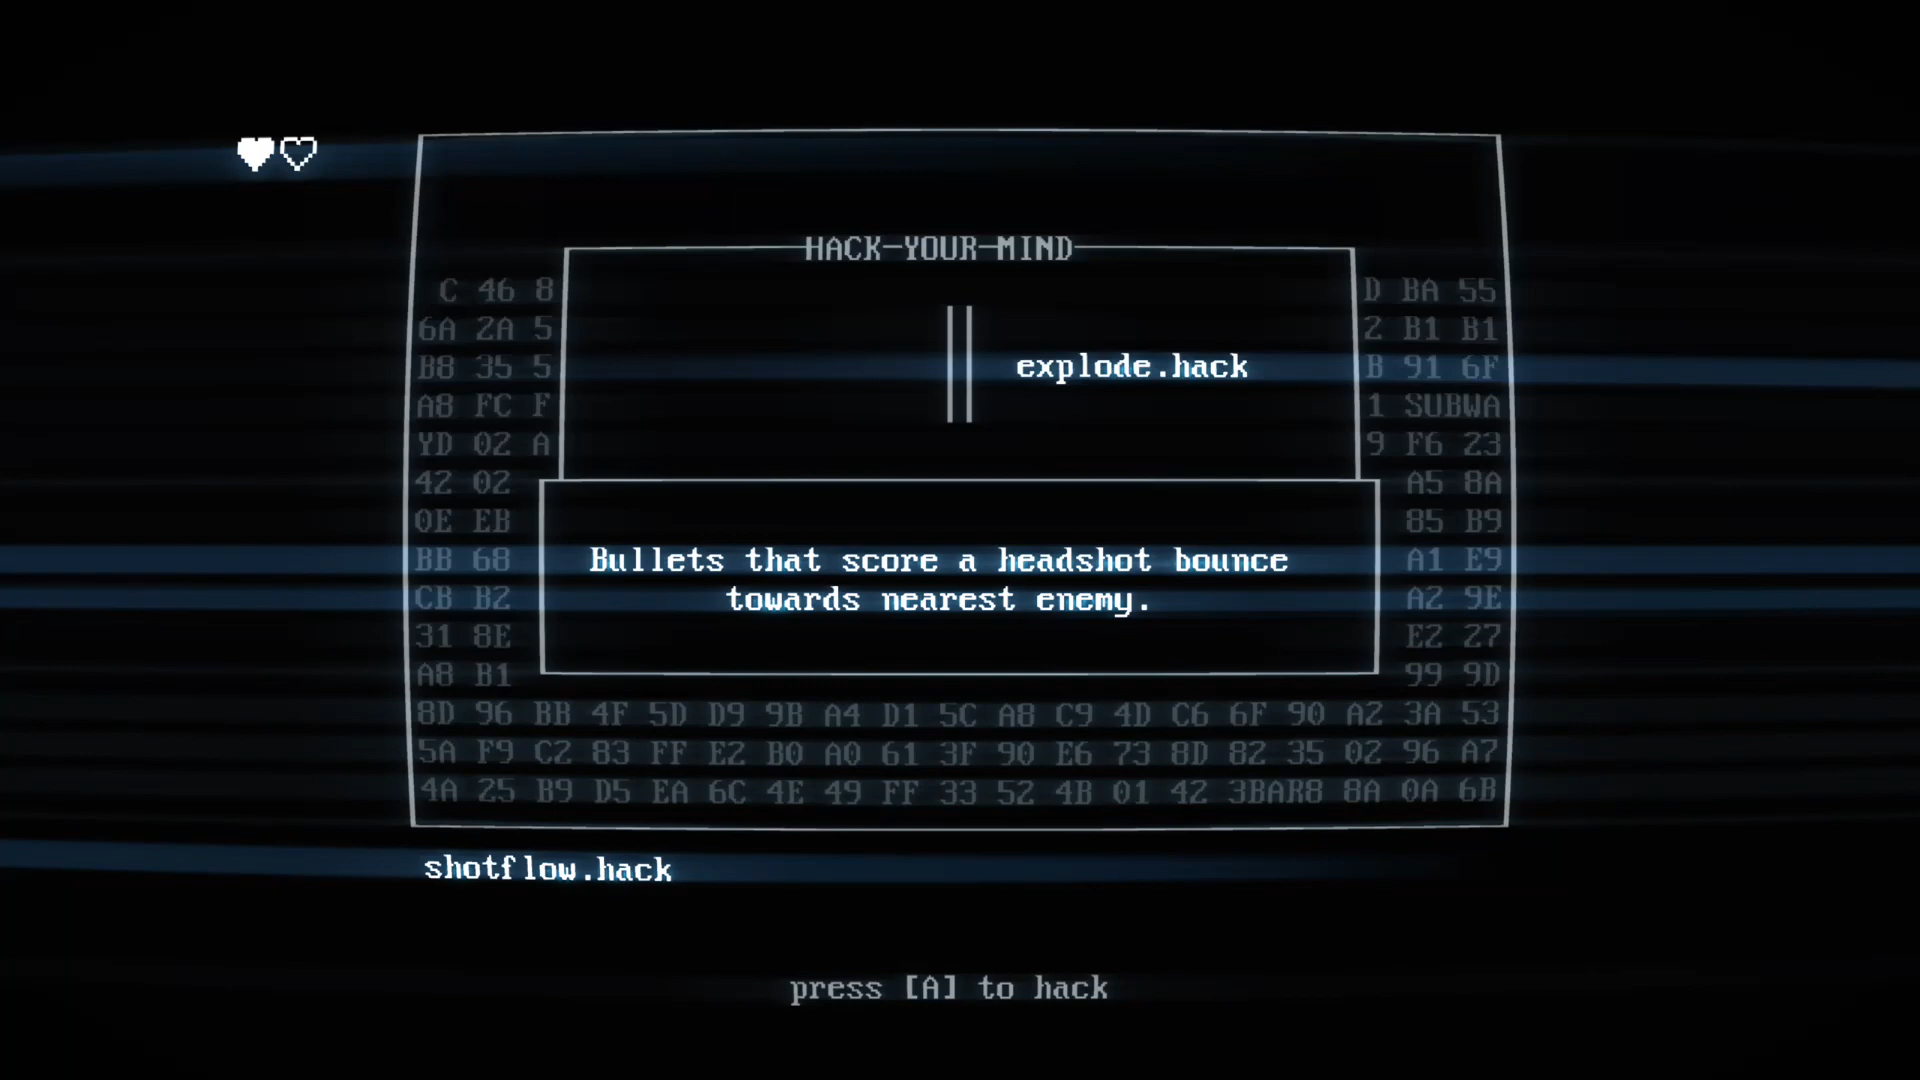 HACK-YOUR-MIND
C 46 8 D BA 55
6A 2A 5 2 B1 B1
B8 35 5 explode.hack B 91 6F
A8 FC F 1 SUBWA
YD 02 A 9 F6 23
42 02 A5 8A
0E EB 85 B9
BB 68 Bullets that score a headshot bounce A1 E9
CB B2 towards nearest enemy. A2 9E
31 8E E2 27
A8 B1 99 9D
8D 96 BB 4F 5D D9 9B A4 D1 5C A8 C9 4D C6 6F 90 A2 3A 53
5A F9 C2 83 FF E2 B0 A0 61 3F 90 E6 73 8D 82 35 02 96 A7
4A 25 B9 D5 EA 6C 4E 49 FF 33 52 4B 01 42 3BAR8 8A 0A 6B
shotflow.hack
press [A] to hack